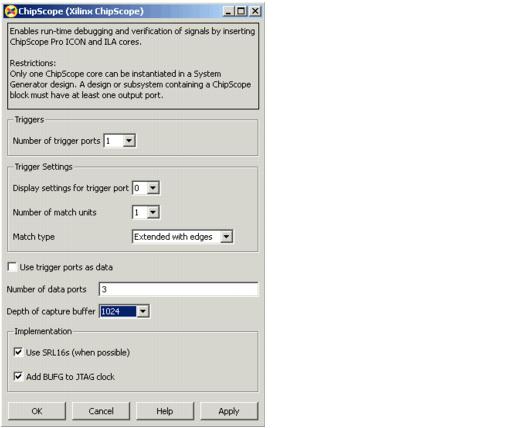 ChipScope (Xilinx ChipScope)
Enables run-time debugging and verification of signals by inserting
ChipScope Pro ICON and ILA cores.
Restrictions:
Only one ChipScope core can be instantiated in a System
Generator design. A design or subsystem containing a ChipScope
block must have at least one output port.
Triggers
Number of trigger ports 1
Trigger Settings
Display settings for trigger port 0
Number of match units 1
Match type Extended with edges
Use trigger ports as data
Number of data ports 3
Depth of capture buffer 1024
Implementation
Use SRL16s (when possible)
Add BUFG to JTAG clock
OK Cancel Help Apply